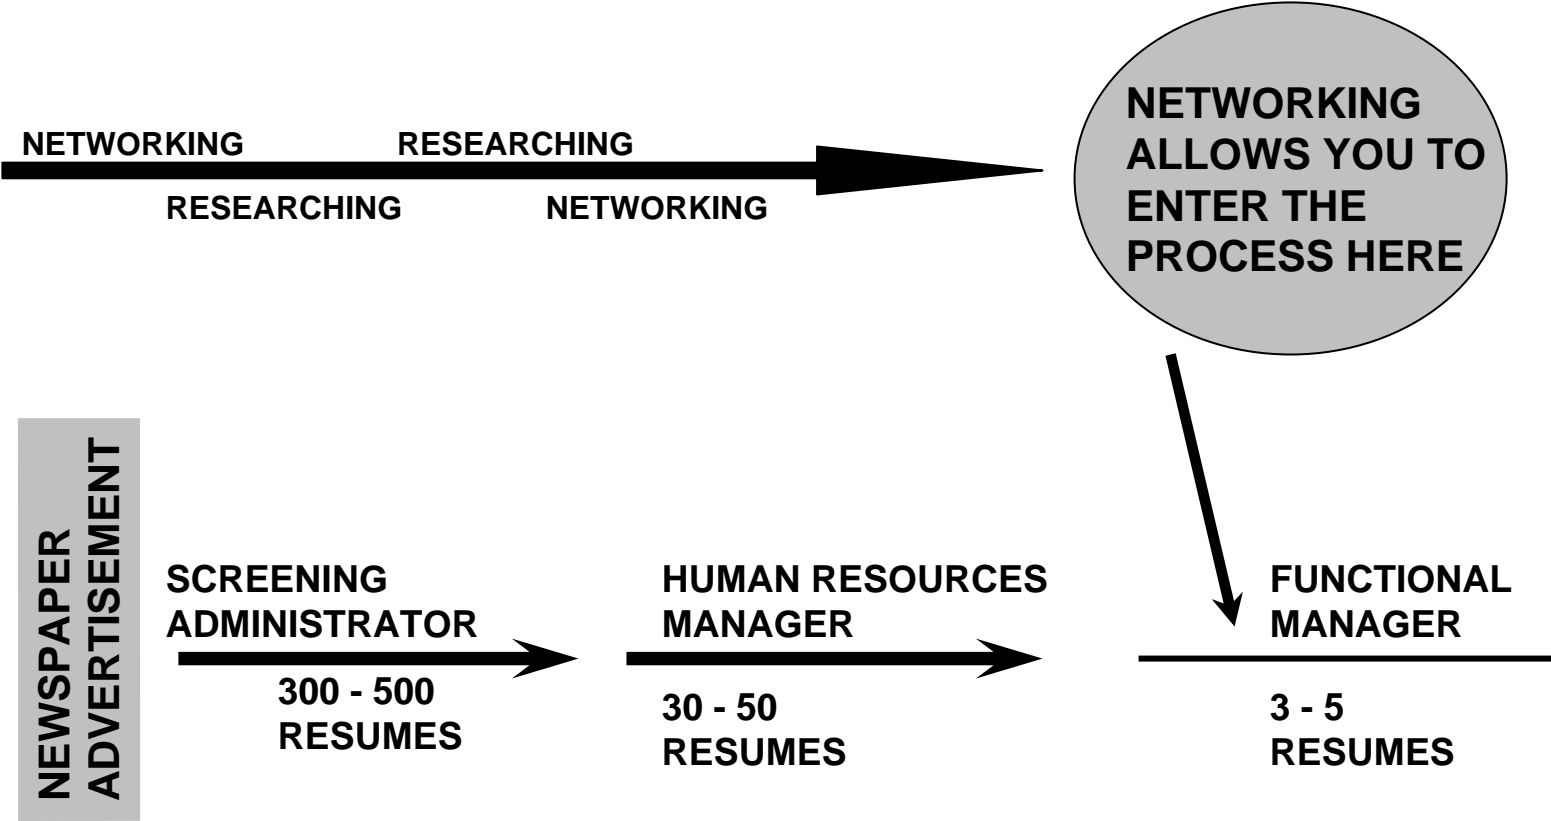 NETWORKING RESEARCHING
RESEARCHING NETWORKING
NETWORKING
ALLOWS YOU TO
ENTER THE
PROCESS HERE
NEWSPAPER
ADVERTISEMENT
SCREENING
ADMINISTRATOR
300 - 500
RESUMES
HUMAN RESOURCES
MANAGER
30 - 50
RESUMES
FUNCTIONAL
MANAGER
3 - 5
RESUMES